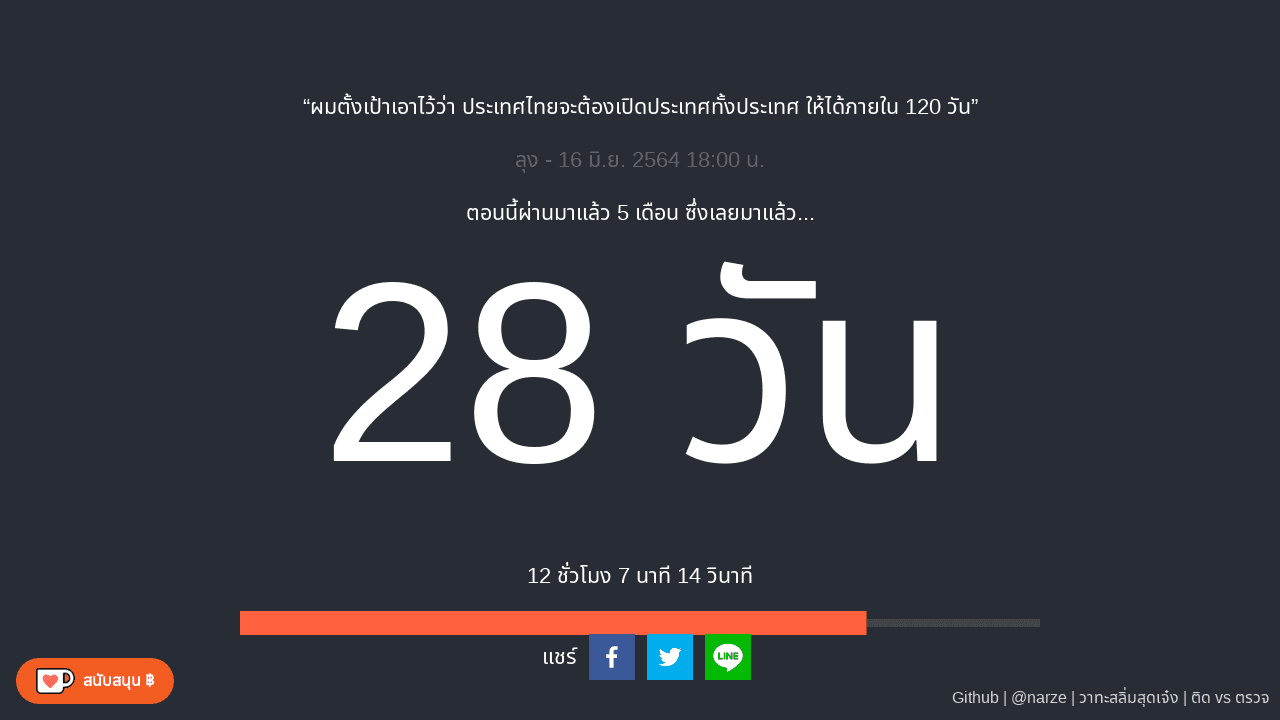 “ผมตั้งเป้าเอาไว้ว่า ประเทศไทยจะต้องเปิดประเทศทั้งประเทศ ให้ได้ภายใน 120 วัน”
ลุง - 16 มิ.ย. 2564 18:00 น.
ตอนนี้ผ่านมาแล้ว 5 เดือน ซึ่งเลยมาแล้ว...
28 วัน
12 ชั่วโมง 7 นาที 14 วินาที
แชร์
LINE
สนับสนุน ฿
Github | @narze | วาทะสลิ่มสุดเจ๋ง | ติด vs ตรวจ